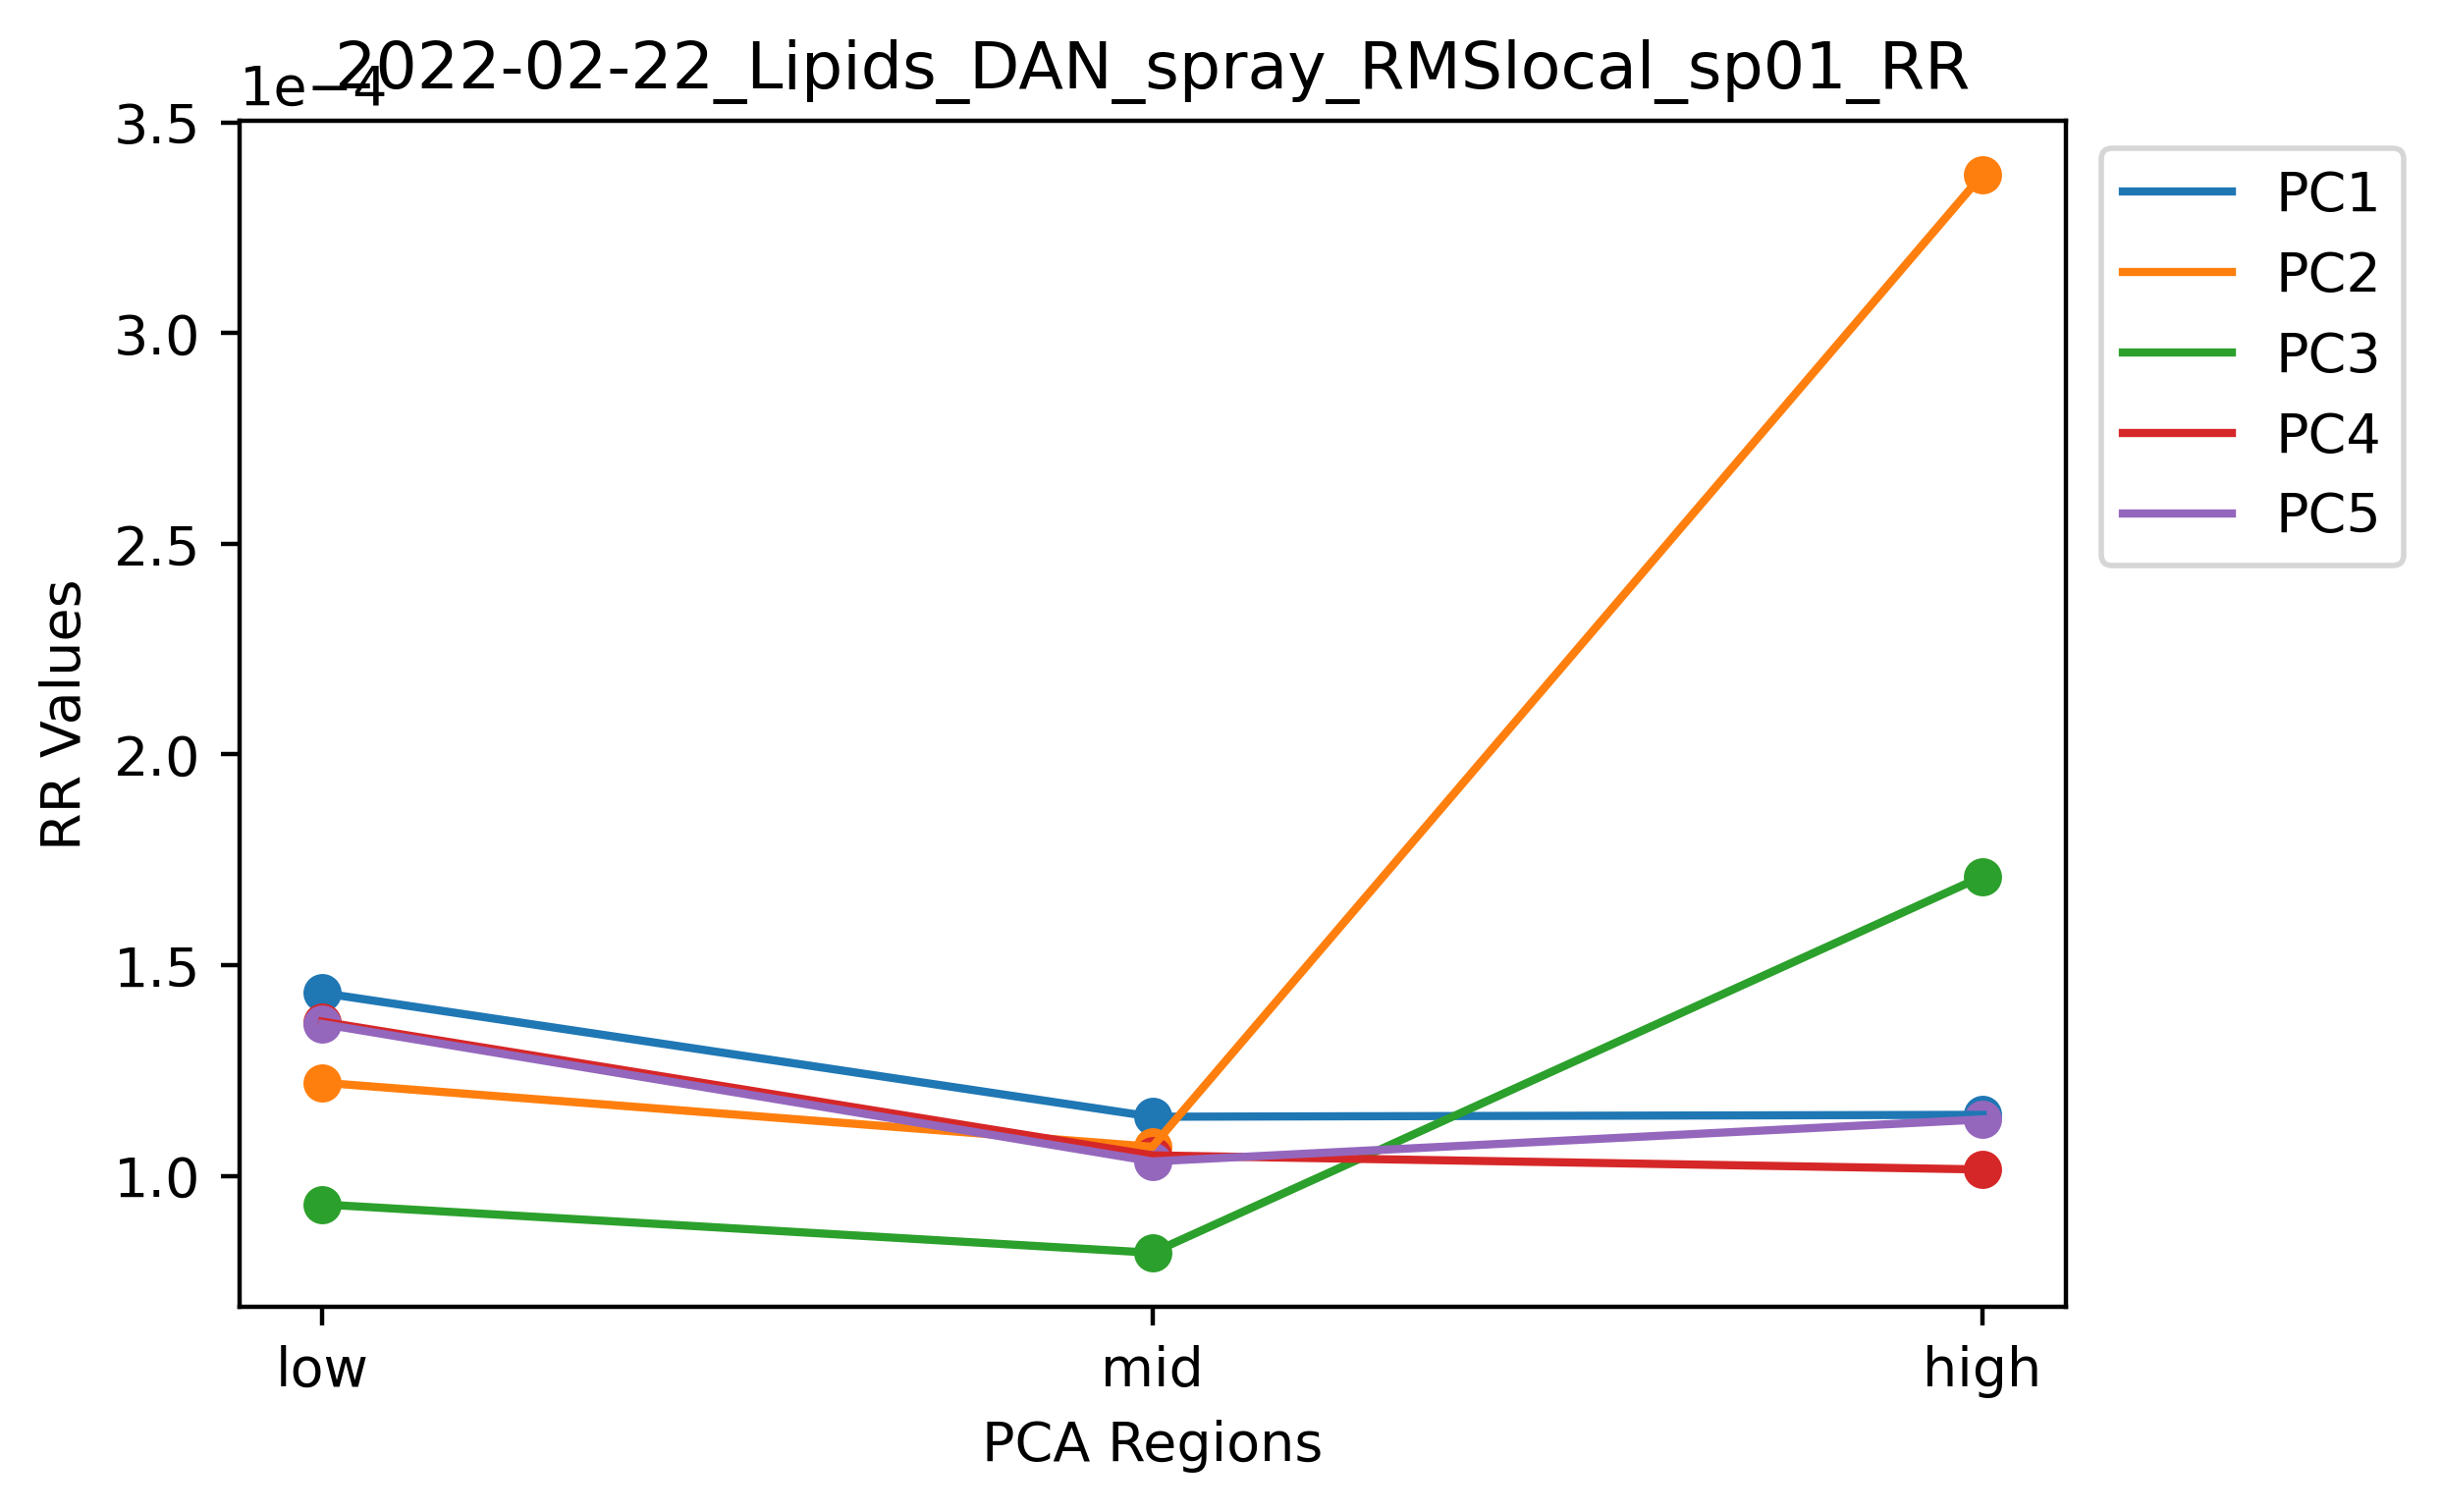 2022-02-22_Lipids_DAN_spray_RMSlocal_sp01_RR
1e−4
3.5
3.0
2.5
2.0
1.5
1.0
RR Values
low
mid
high
PCA Regions
PC1
PC2
PC3
PC4
PC5